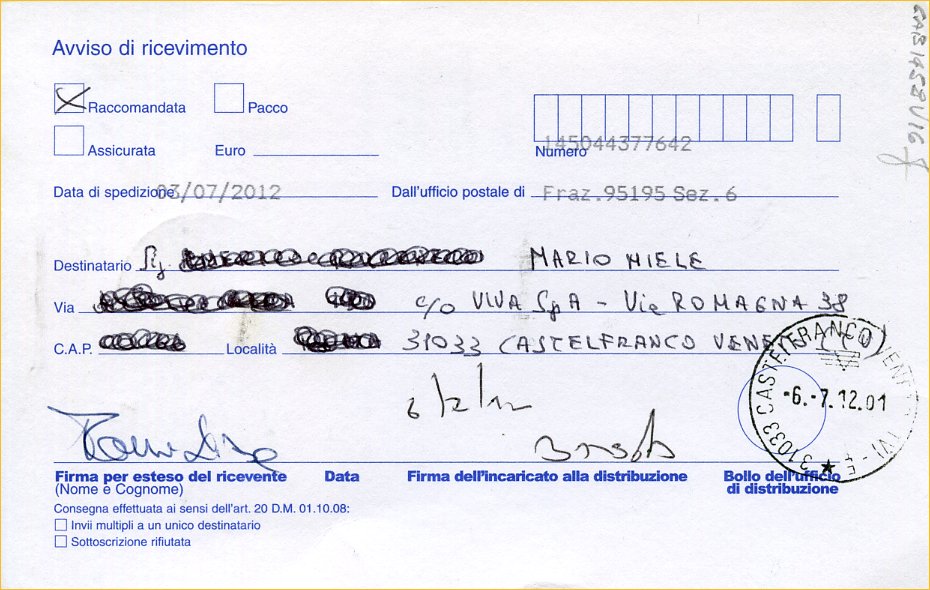 Avviso di ricevimento
Raccomandata Pacco
Assicurata Euro Numero 145044377642
Data di spedizione 03/07/2012 Dall'ufficio postale di Fraz.95195 Sez.6
Destinatario MARIO MIELE
Via c/o VIVA SpA - Via ROMAGNA 38
C.A.P. Località 31033 CASTELFRANCO VENETO
6/7/12
31033 CASTELFRANCO VENETO (TV)
-6.-7.12.01
Firma per esteso del ricevente Data Firma dell'incaricato alla distribuzione Bollo dell'ufficio
(Nome e Cognome) di distribuzione
Consegna effettuata ai sensi dell'art. 20 D.M. 01.10.08:
Invii multipli a un unico destinatario
Sottoscrizione rifiutata